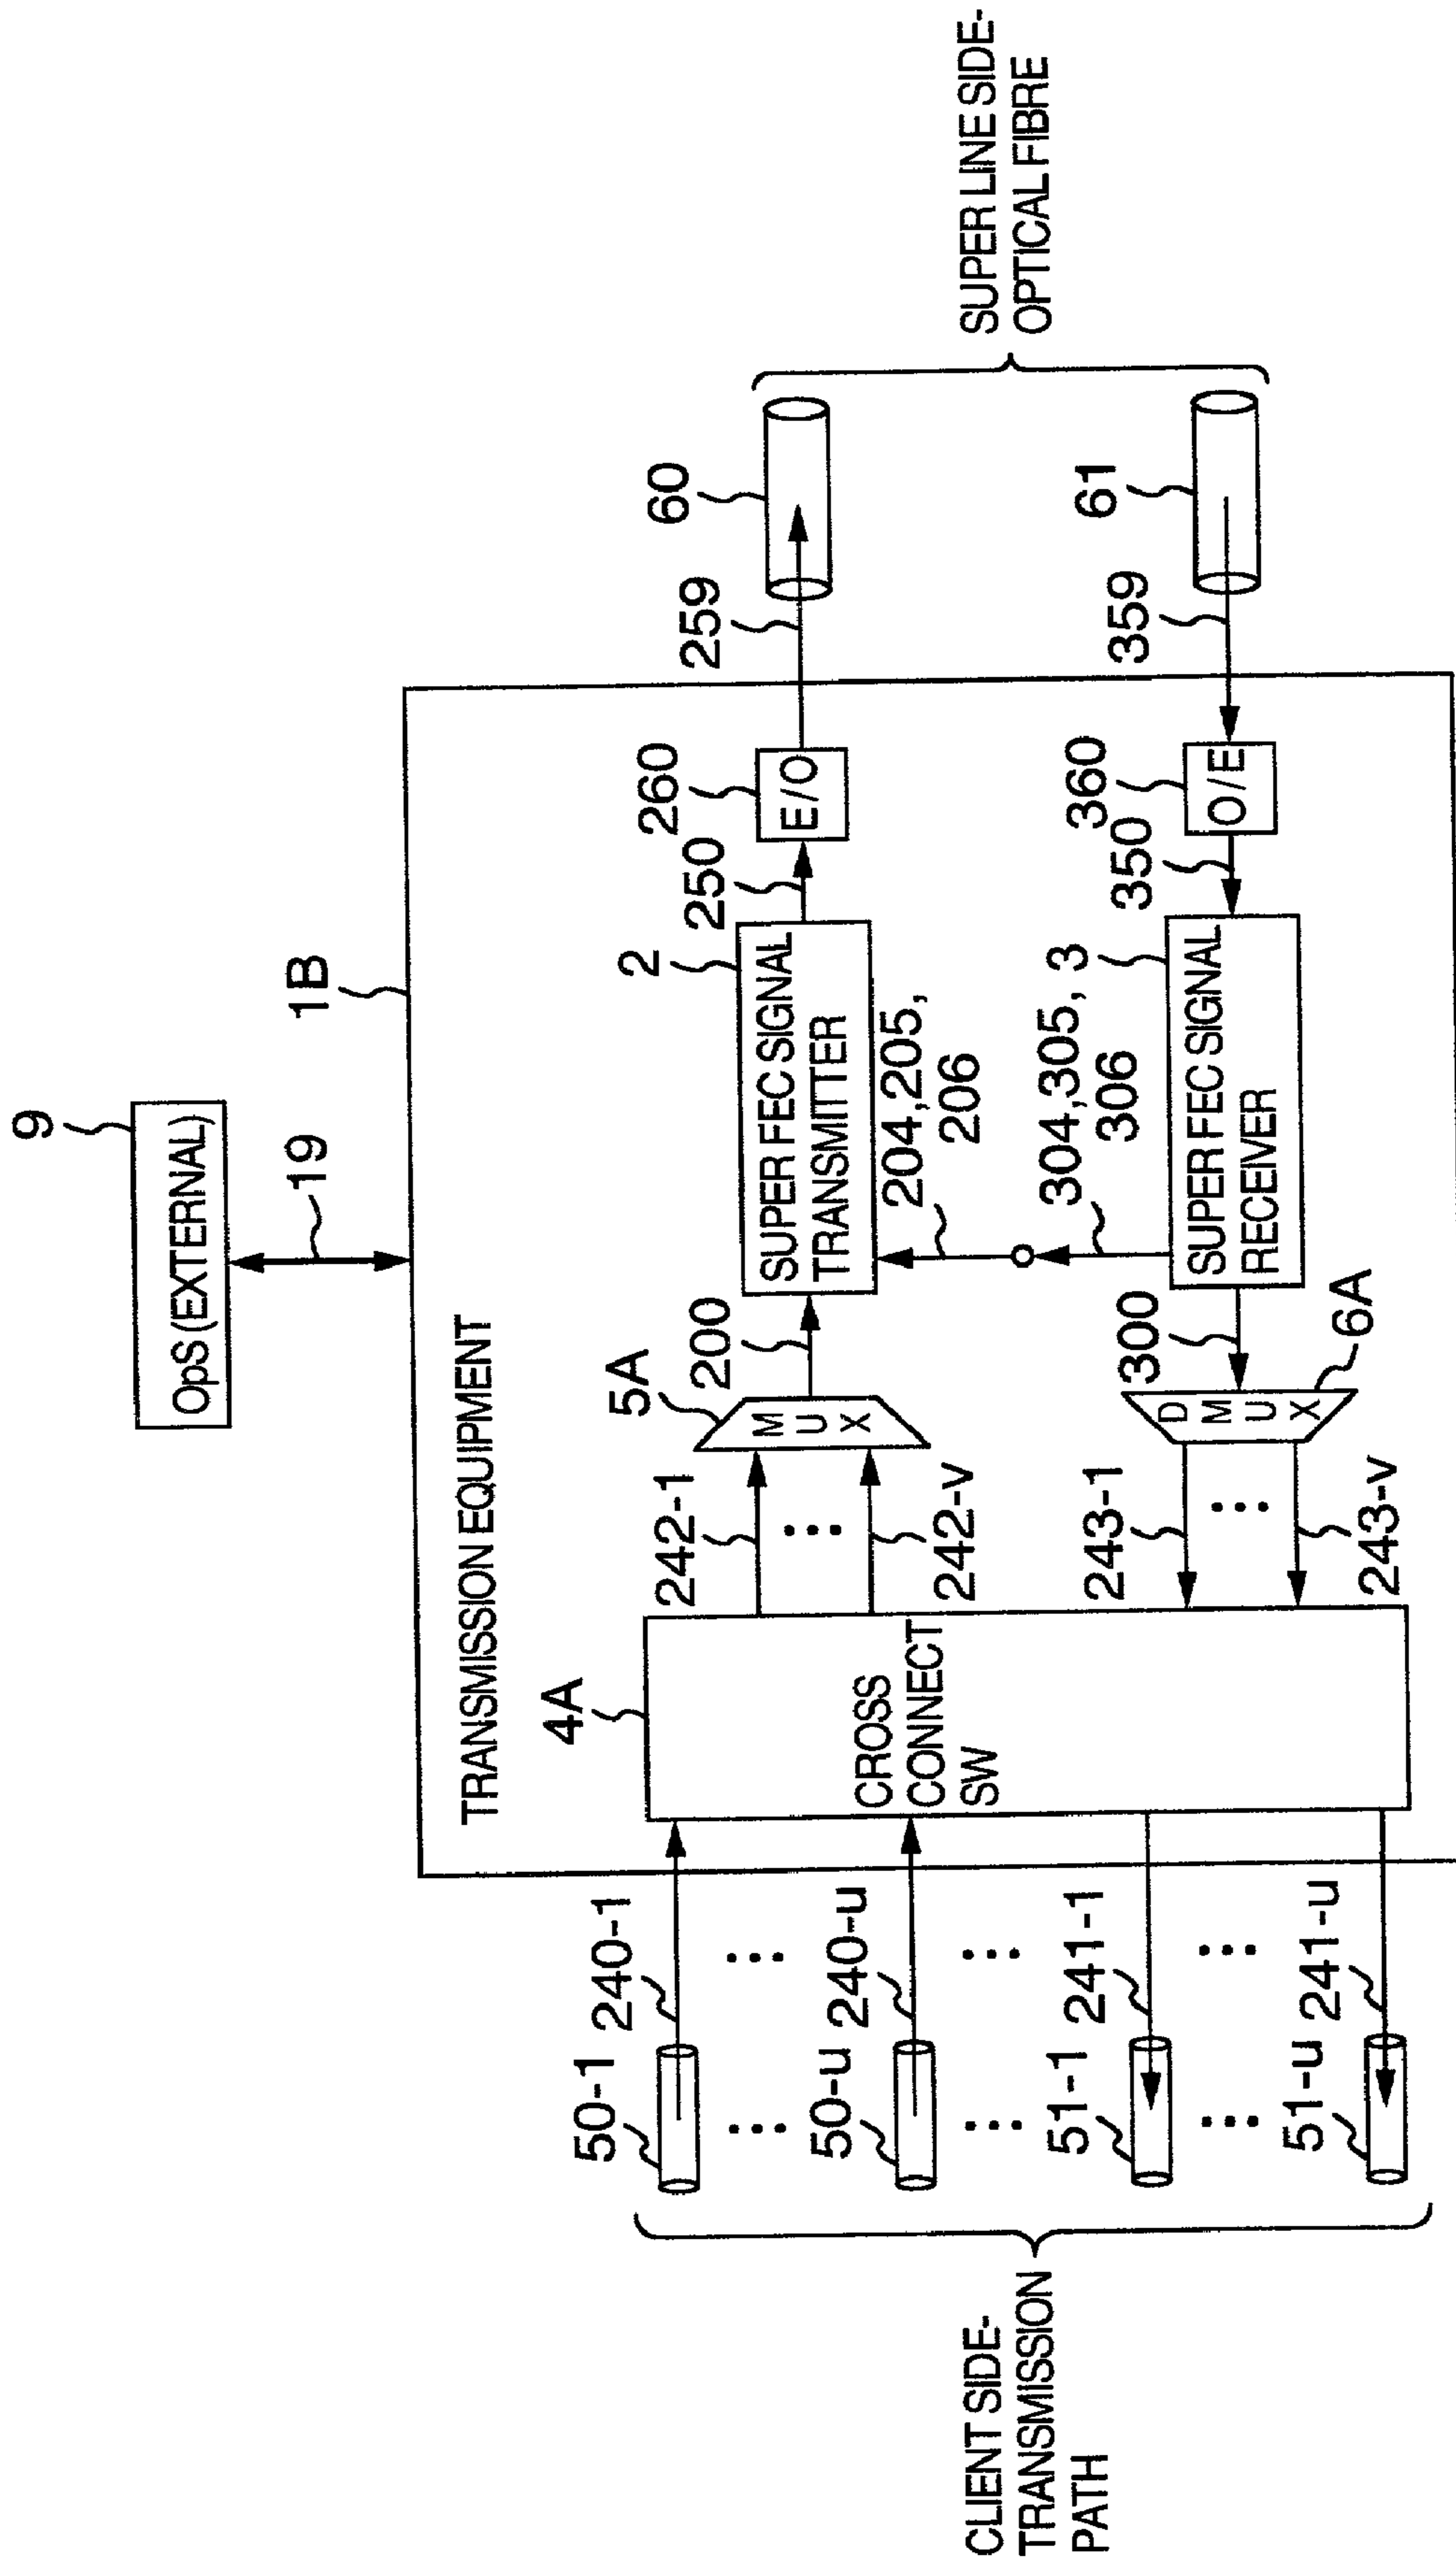 9
OpS (EXTERNAL)
19
1B
TRANSMISSION EQUIPMENT
CLIENT SIDE-
TRANSMISSION
PATH
50-1
240-1
50-u
240-u
51-1
241-1
51-u
241-u
4A
CROSS
CONNECT
SW
242-1
242-v
243-1
243-v
5A
MUX
200
6A
DMUX
300
2
SUPER FEC SIGNAL
TRANSMITTER
204,205,
206
304,305,
306
3
SUPER FEC SIGNAL
RECEIVER
250
260
E/O
350
360
O/E
259
60
359
61
SUPER LINE SIDE-
OPTICAL FIBRE